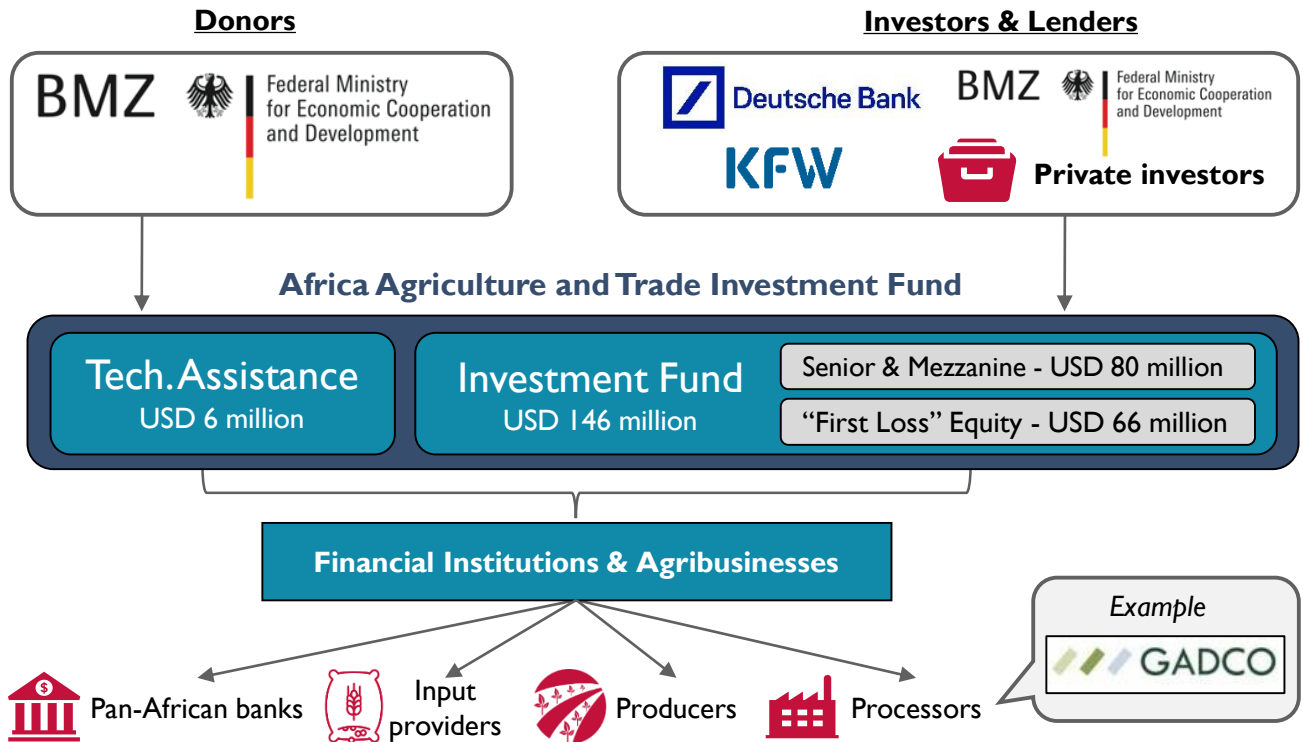 Donors
Investors & Lenders
BMZ
Federal Ministry
for Economic Cooperation
and Development
Deutsche Bank
BMZ
Federal Ministry
for Economic Cooperation
and Development
KFW
Private investors
Africa Agriculture and Trade Investment Fund
Tech. Assistance
USD 6 million
Investment Fund
USD 146 million
Senior & Mezzanine - USD 80 million
“First Loss” Equity - USD 66 million
Financial Institutions & Agribusinesses
Example
GADCO
$
Pan-African banks
Input
providers
Producers
Processors